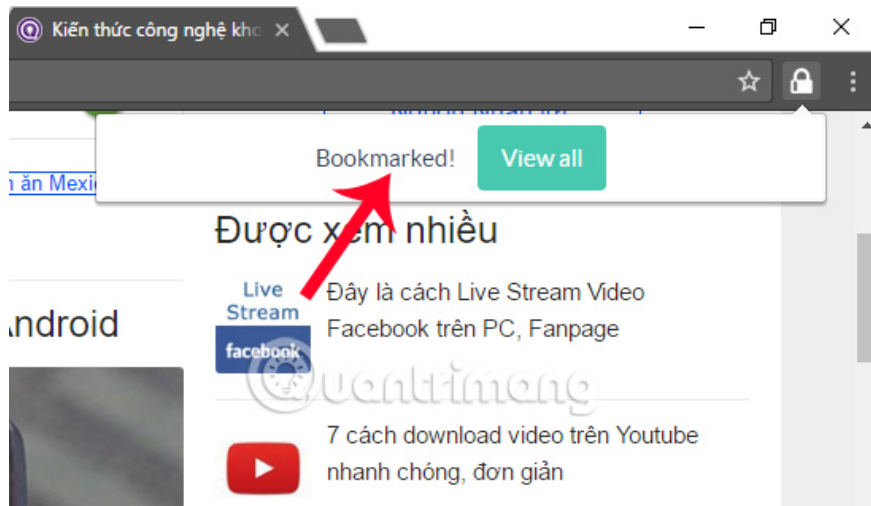 Kiến thức công nghệ kho
Bookmarked!
View all
n ăn Mexi
Được xem nhiều
Live
Stream
facebook
Đây là cách Live Stream Video
Facebook trên PC, Fanpage
Android
Quantrimang
7 cách download video trên Youtube
nhanh chóng, đơn giản